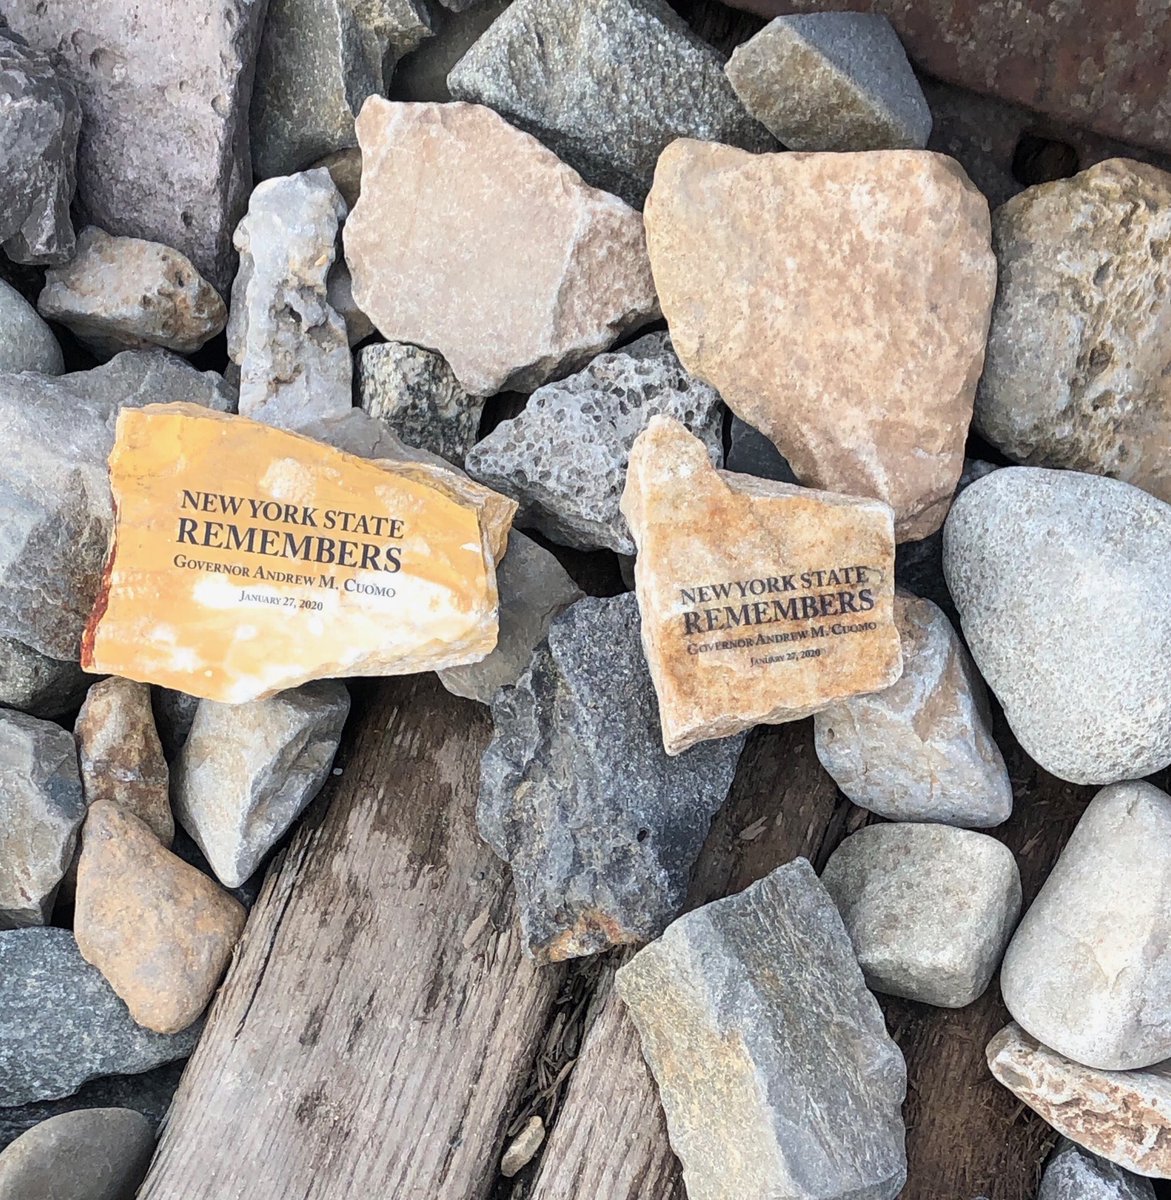 NEW YORK STATE
REMEMBERS
GOVERNOR ANDREW M. CUOMO
JANUARY 27, 2020
NEW YORK STATE
REMEMBERS
GOVERNOR ANDREW M. CUOMO
JANUARY 27, 2020